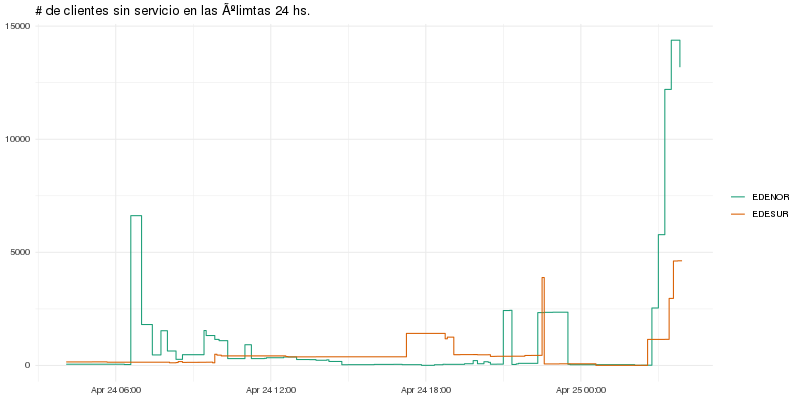 # de clientes sin servicio en las Ãºlimtas 24 hs.
15000
10000
5000
0
Apr 24 06:00
Apr 24 12:00
Apr 24 18:00
Apr 25 00:00
EDENOR
EDESUR